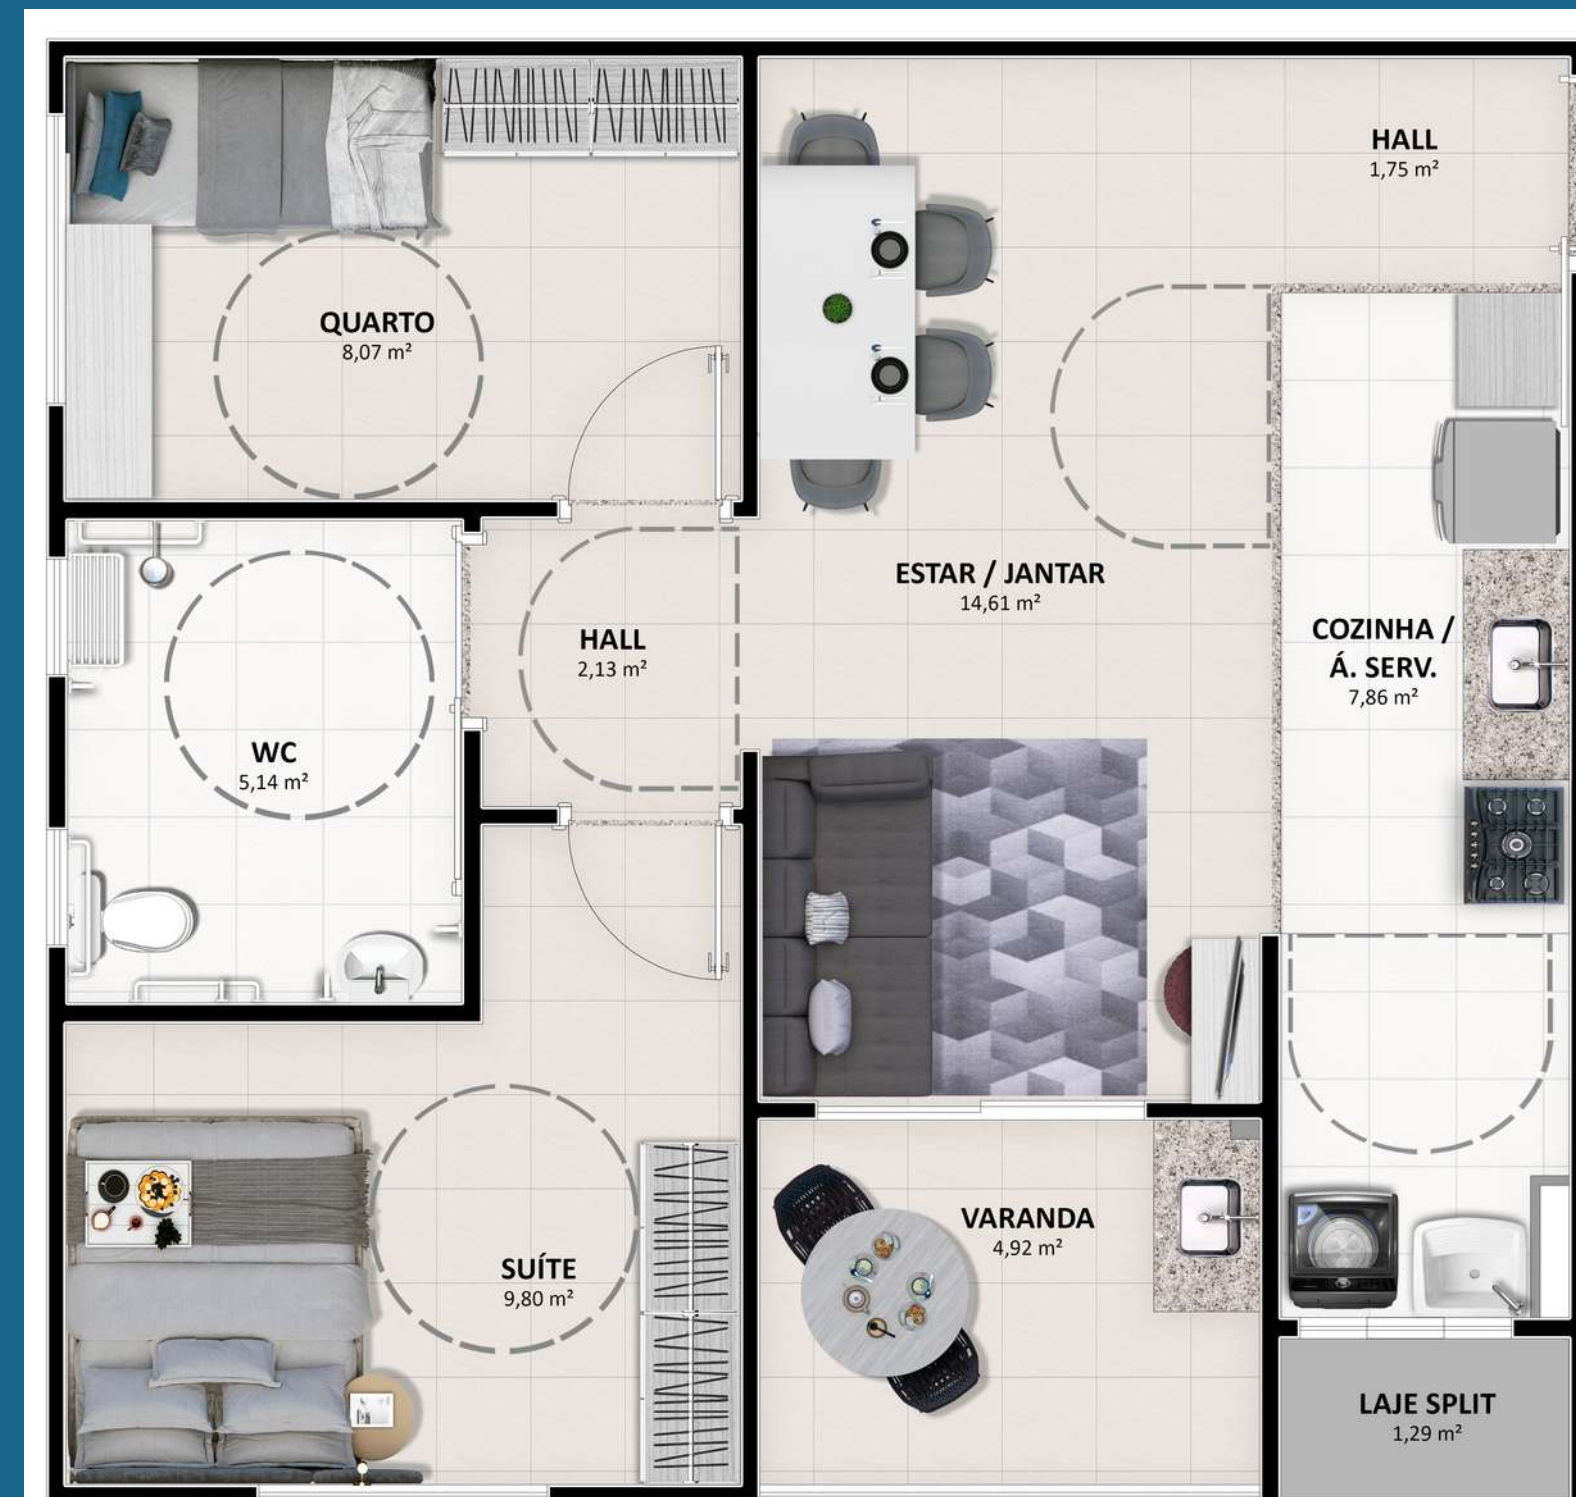 HALL
1,75 m²
QUARTO
8,07 m²
ESTAR / JANTAR
14,61 m²
HALL
2,13 m²
COZINHA /
Á. SERV.
7,86 m²
WC
5,14 m²
VARANDA
4,92 m²
SUÍTE
9,80 m²
LAJE SPLIT
1,29 m²